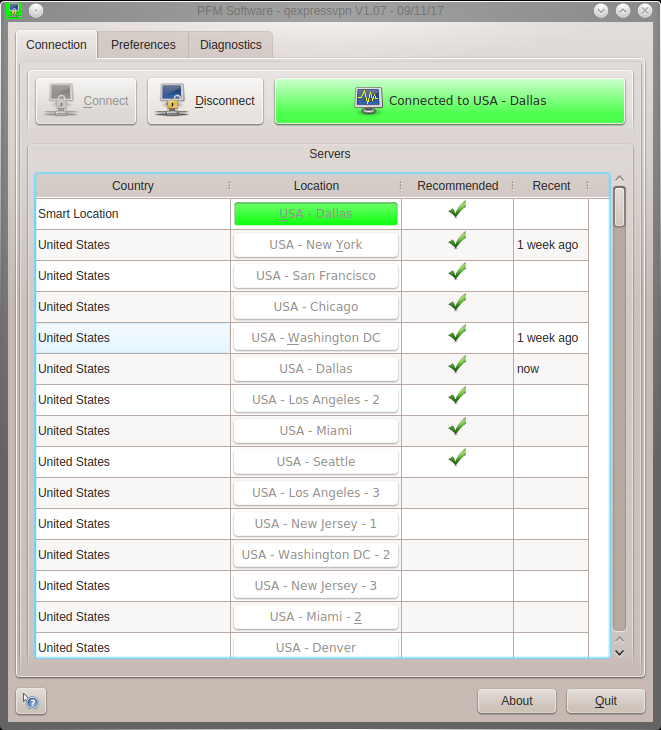 PFM Software - qexpressvpn V1.07 - 09/11/17
Connection Preferences Diagnostics
Connect Disconnect Connected to USA - Dallas
Servers
Country Location Recommended Recent
Smart Location USA - Dallas
United States USA - New York 1 week ago
United States USA - San Francisco
United States USA - Chicago
United States USA - Washington DC 1 week ago
United States USA - Dallas now
United States USA - Los Angeles - 2
United States USA - Miami
United States USA - Seattle
United States USA - Los Angeles - 3
United States USA - New Jersey - 1
United States USA - Washington DC - 2
United States USA - New Jersey - 3
United States USA - Miami - 2
United States USA - Denver
About Quit